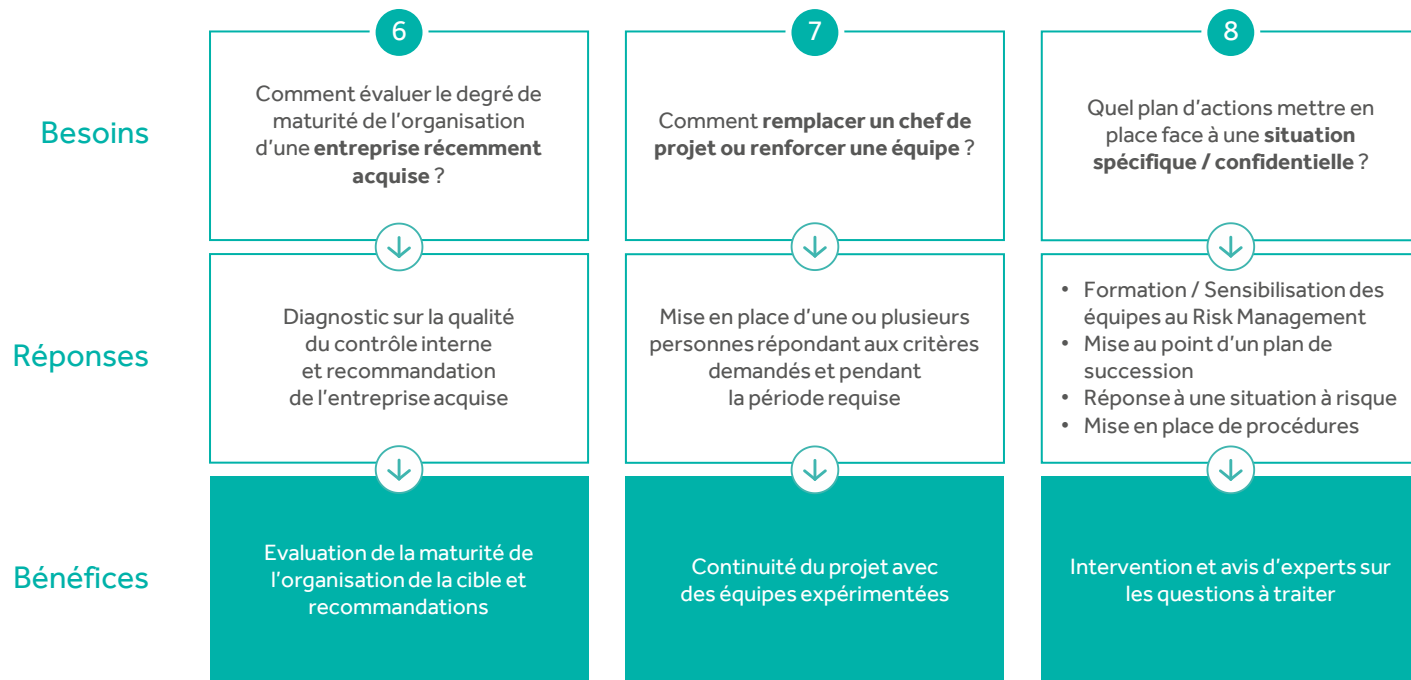 6
7
8
Besoins
Comment évaluer le degré de
maturité de l'organisation
d'une entreprise récemment
acquise ?
Comment remplacer un chef de
projet ou renforcer une équipe ?
Quel plan d'actions mettre en
place face à une situation
spécifique / confidentielle ?
Réponses
Diagnostic sur la qualité
du contrôle interne
et recommandation
de l'entreprise acquise
Mise en place d'une ou plusieurs
personnes répondant aux critères
demandés et pendant
la période requise
• Formation / Sensibilisation des
équipes au Risk Management
• Mise au point d'un plan de
succession
• Réponse à une situation à risque
• Mise en place de procédures
Bénéfices
Evaluation de la maturité de
l'organisation de la cible et
recommandations
Continuité du projet avec
des équipes expérimentées
Intervention et avis d'experts sur
les questions à traiter